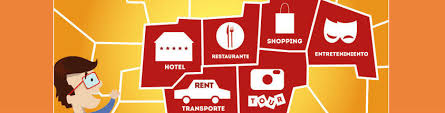 SHOPPING
RESTAURANTE
ENTRETENIMIENTO
HOTEL
RENT
TRANSPORTE
TOUR